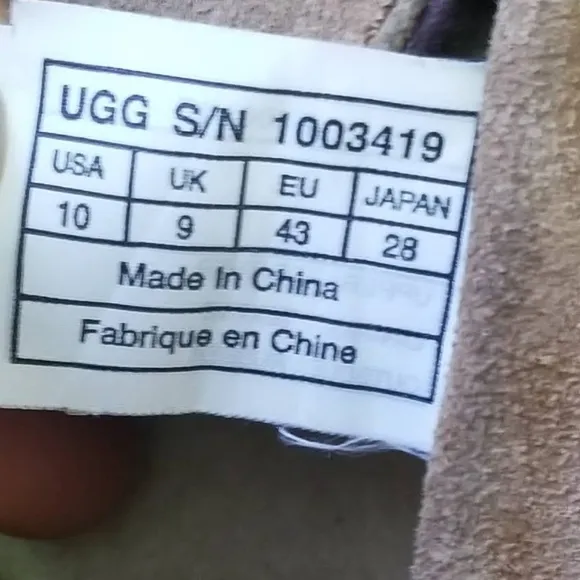 UGG S/N 1003419
USA UK EU JAPAN
10 9 43 28
Made In China
Fabrique en Chine